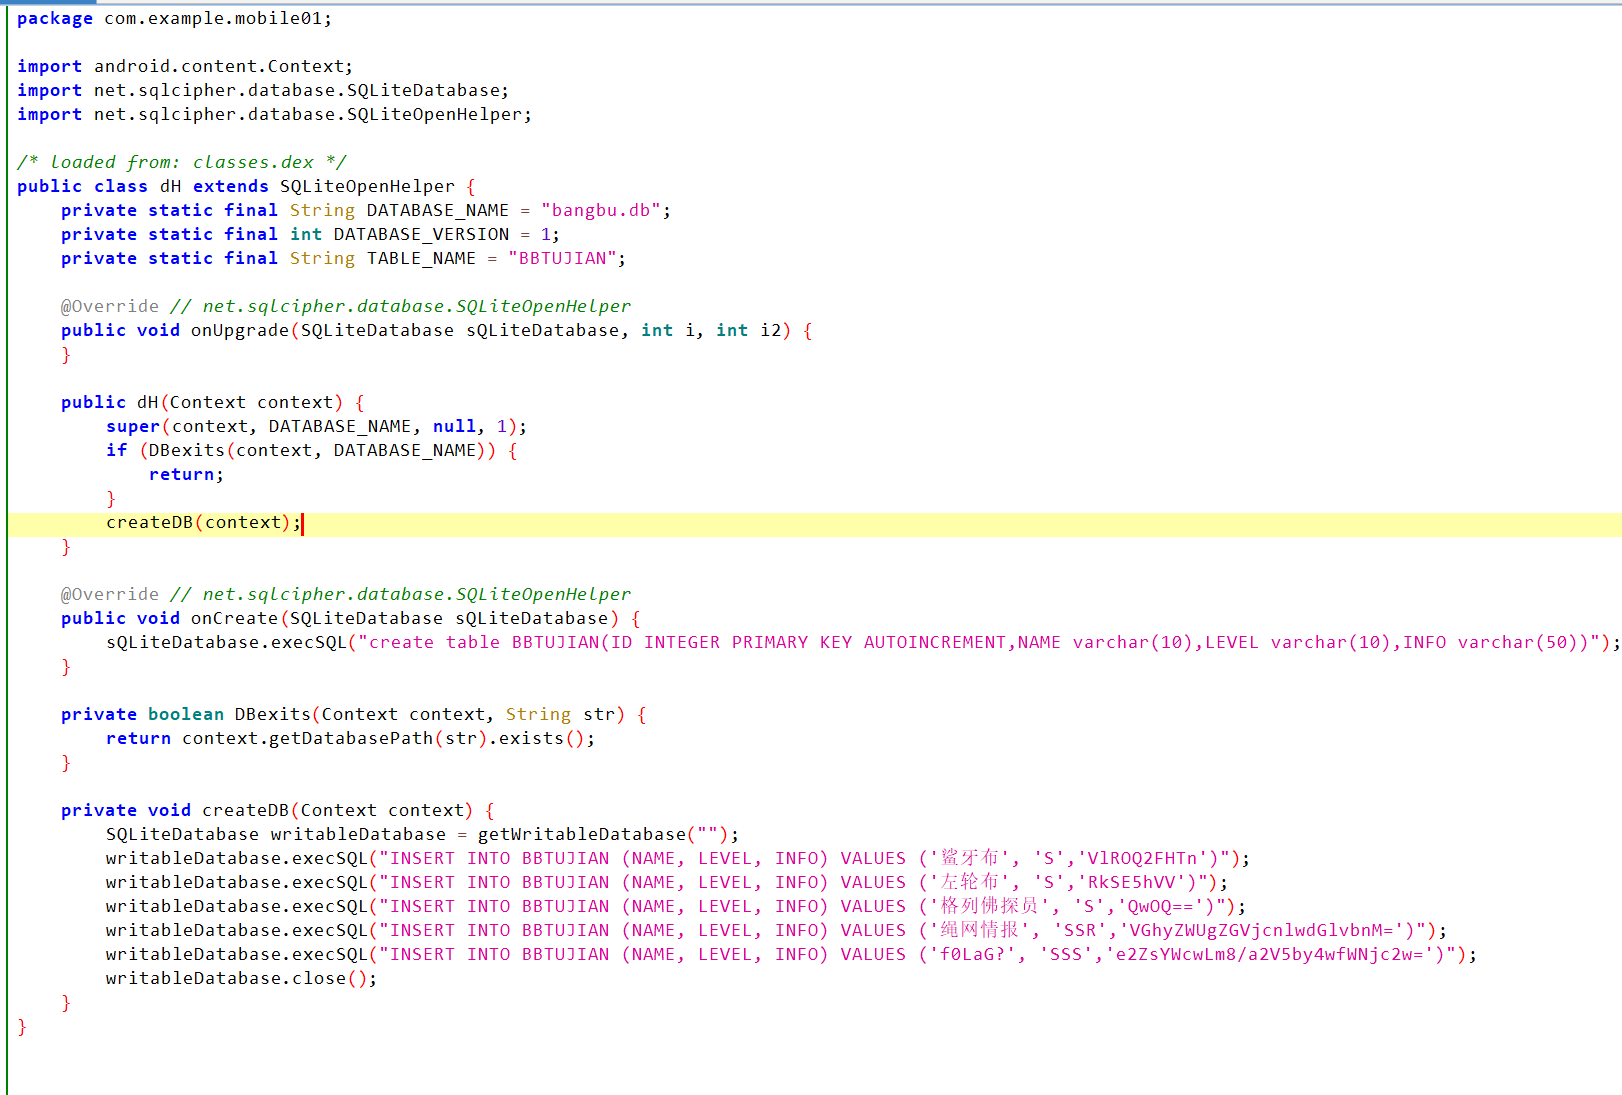 package com.example.mobile01;
import android.content.Context;
import net.sqlcipher.database.SQLiteDatabase;
import net.sqlcipher.database.SQLiteOpenHelper;
/* loaded from: classes.dex */
public class dH extends SQLiteOpenHelper {
    private static final String DATABASE_NAME = "bangbu.db";
    private static final int DATABASE_VERSION = 1;
    private static final String TABLE_NAME = "BBTUJIAN";
    @Override // net.sqlcipher.database.SQLiteOpenHelper
    public void onUpgrade(SQLiteDatabase sQLiteDatabase, int i, int i2) {
    }
    public dH(Context context) {
        super(context, DATABASE_NAME, null, 1);
        if (DBexits(context, DATABASE_NAME)) {
            return;
        }
        createDB(context);
    }
    @Override // net.sqlcipher.database.SQLiteOpenHelper
    public void onCreate(SQLiteDatabase sQLiteDatabase) {
        sQLiteDatabase.execSQL("create table BBTUJIAN(ID INTEGER PRIMARY KEY AUTOINCREMENT,NAME varchar(10),LEVEL varchar(10),INFO varchar(50))");
    }
    private boolean DBexits(Context context, String str) {
        return context.getDatabasePath(str).exists();
    }
    private void createDB(Context context) {
        SQLiteDatabase writableDatabase = getWritableDatabase("");
        writableDatabase.execSQL("INSERT INTO BBTUJIAN (NAME, LEVEL, INFO) VALUES ('鲨牙布', 'S','VlROQ2FHTn')");
        writableDatabase.execSQL("INSERT INTO BBTUJIAN (NAME, LEVEL, INFO) VALUES ('左轮布', 'S','RkSE5hVV')");
        writableDatabase.execSQL("INSERT INTO BBTUJIAN (NAME, LEVEL, INFO) VALUES ('格列佛探员', 'S','QwOQ==')");
        writableDatabase.execSQL("INSERT INTO BBTUJIAN (NAME, LEVEL, INFO) VALUES ('绳网情报', 'SSR','VGhyZWUgZGVjcnlwdGlvbnM=')");
        writableDatabase.execSQL("INSERT INTO BBTUJIAN (NAME, LEVEL, INFO) VALUES ('f0LaG?', 'SSS','e2ZsYWcwLm8/a2V5by4wfWNjc2w=')");
        writableDatabase.close();
    }
}